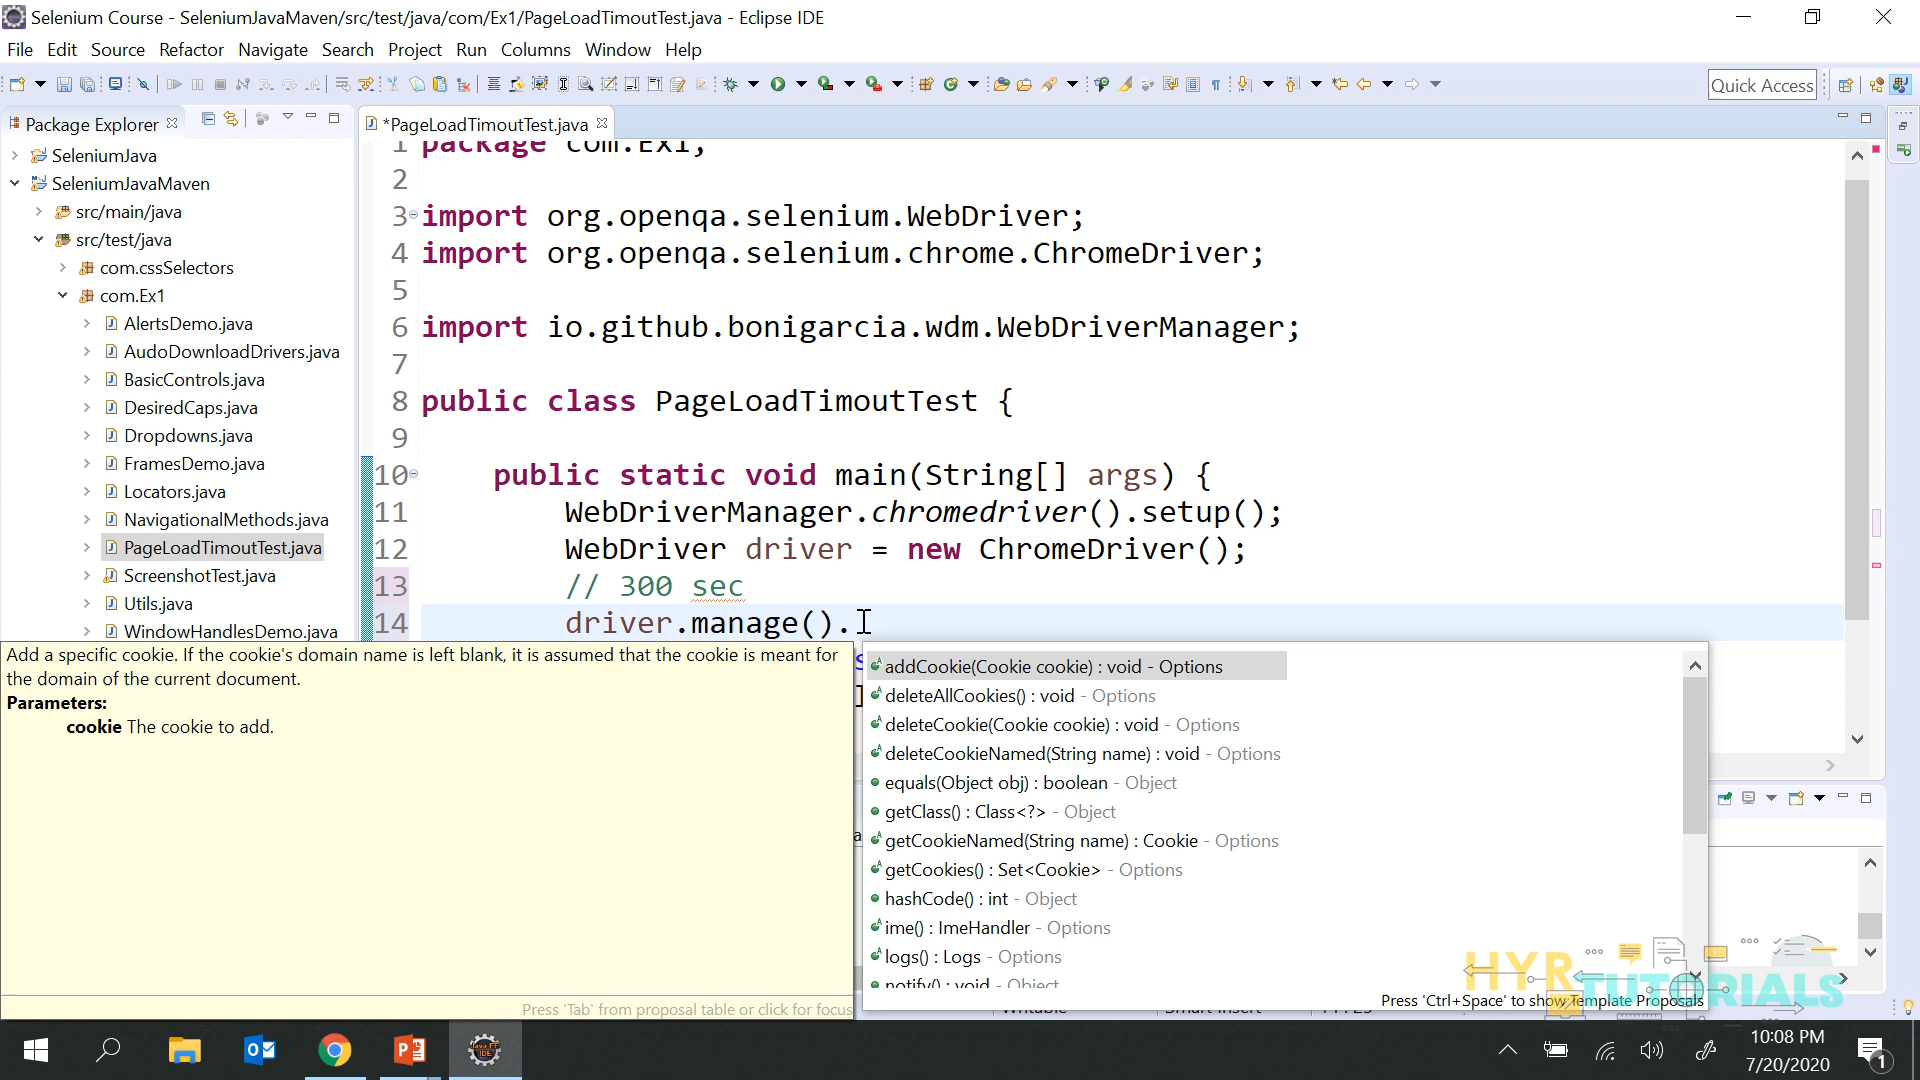 Selenium Course - SeleniumJavaMaven/src/test/java/com/Ex1/PageLoadTimoutTest.java - Eclipse IDE
File Edit Source Refactor Navigate Search Project Run Columns Window Help
Quick Access
Package Explorer
*PageLoadTimoutTest.java
SeleniumJava
SeleniumJavaMaven
src/main/java
src/test/java
com.cssSelectors
com.Ex1
AlertsDemo.java
AudoDownloadDrivers.java
BasicControls.java
DesiredCaps.java
Dropdowns.java
FramesDemo.java
Locators.java
NavigationalMethods.java
PageLoadTimoutTest.java
ScreenshotTest.java
Utils.java
WindowHandlesDemo.java
1 package com.Ex1;
2
3 import org.openqa.selenium.WebDriver;
4 import org.openqa.selenium.chrome.ChromeDriver;
5
6 import io.github.bonigarcia.wdm.WebDriverManager;
7
8 public class PageLoadTimoutTest {
9
10 public static void main(String[] args) {
11 WebDriverManager.chromedriver().setup();
12 WebDriver driver = new ChromeDriver();
13 // 300 sec
14 driver.manage().
Add a specific cookie. If the cookie's domain name is left blank, it is assumed that the cookie is meant for
the domain of the current document.
Parameters:
cookie The cookie to add.
Press 'Tab' from proposal table or click for focus
addCookie(Cookie cookie) : void - Options
deleteAllCookies() : void - Options
deleteCookie(Cookie cookie) : void - Options
deleteCookieNamed(String name) : void - Options
equals(Object obj) : boolean - Object
getClass() : Class<?> - Object
getCookieNamed(String name) : Cookie - Options
getCookies() : Set<Cookie> - Options
hashCode() : int - Object
ime() : ImeHandler - Options
logs() : Logs - Options
notify() : void - Object
Press 'Ctrl+Space' to show Template Proposals
HYR
TUTORIALS
10:08 PM
7/20/2020
1